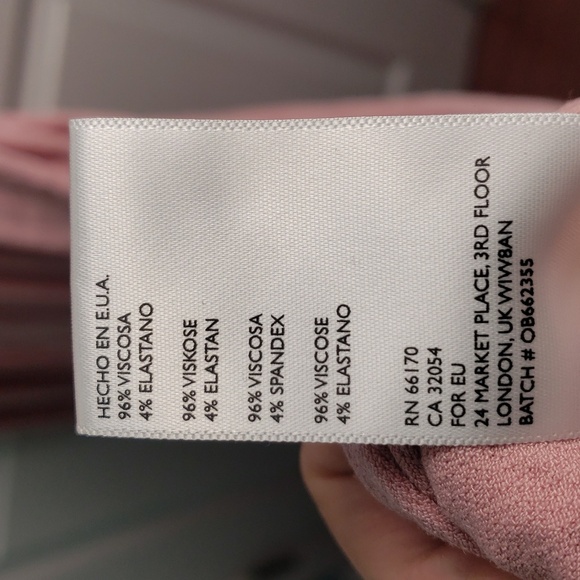 HECHO EN E.U.A.
96% VISCOSA
4% ELASTANO
96% VISKOSE
4% ELASTAN
96% VISCOSA
4% SPANDEX
96% VISCOSE
4% ELASTANO
RN 66170
CA 32054
FOR EU
24 MARKET PLACE, 3RD FLOOR
LONDON, UK WIW8AN
BATCH # OB662355